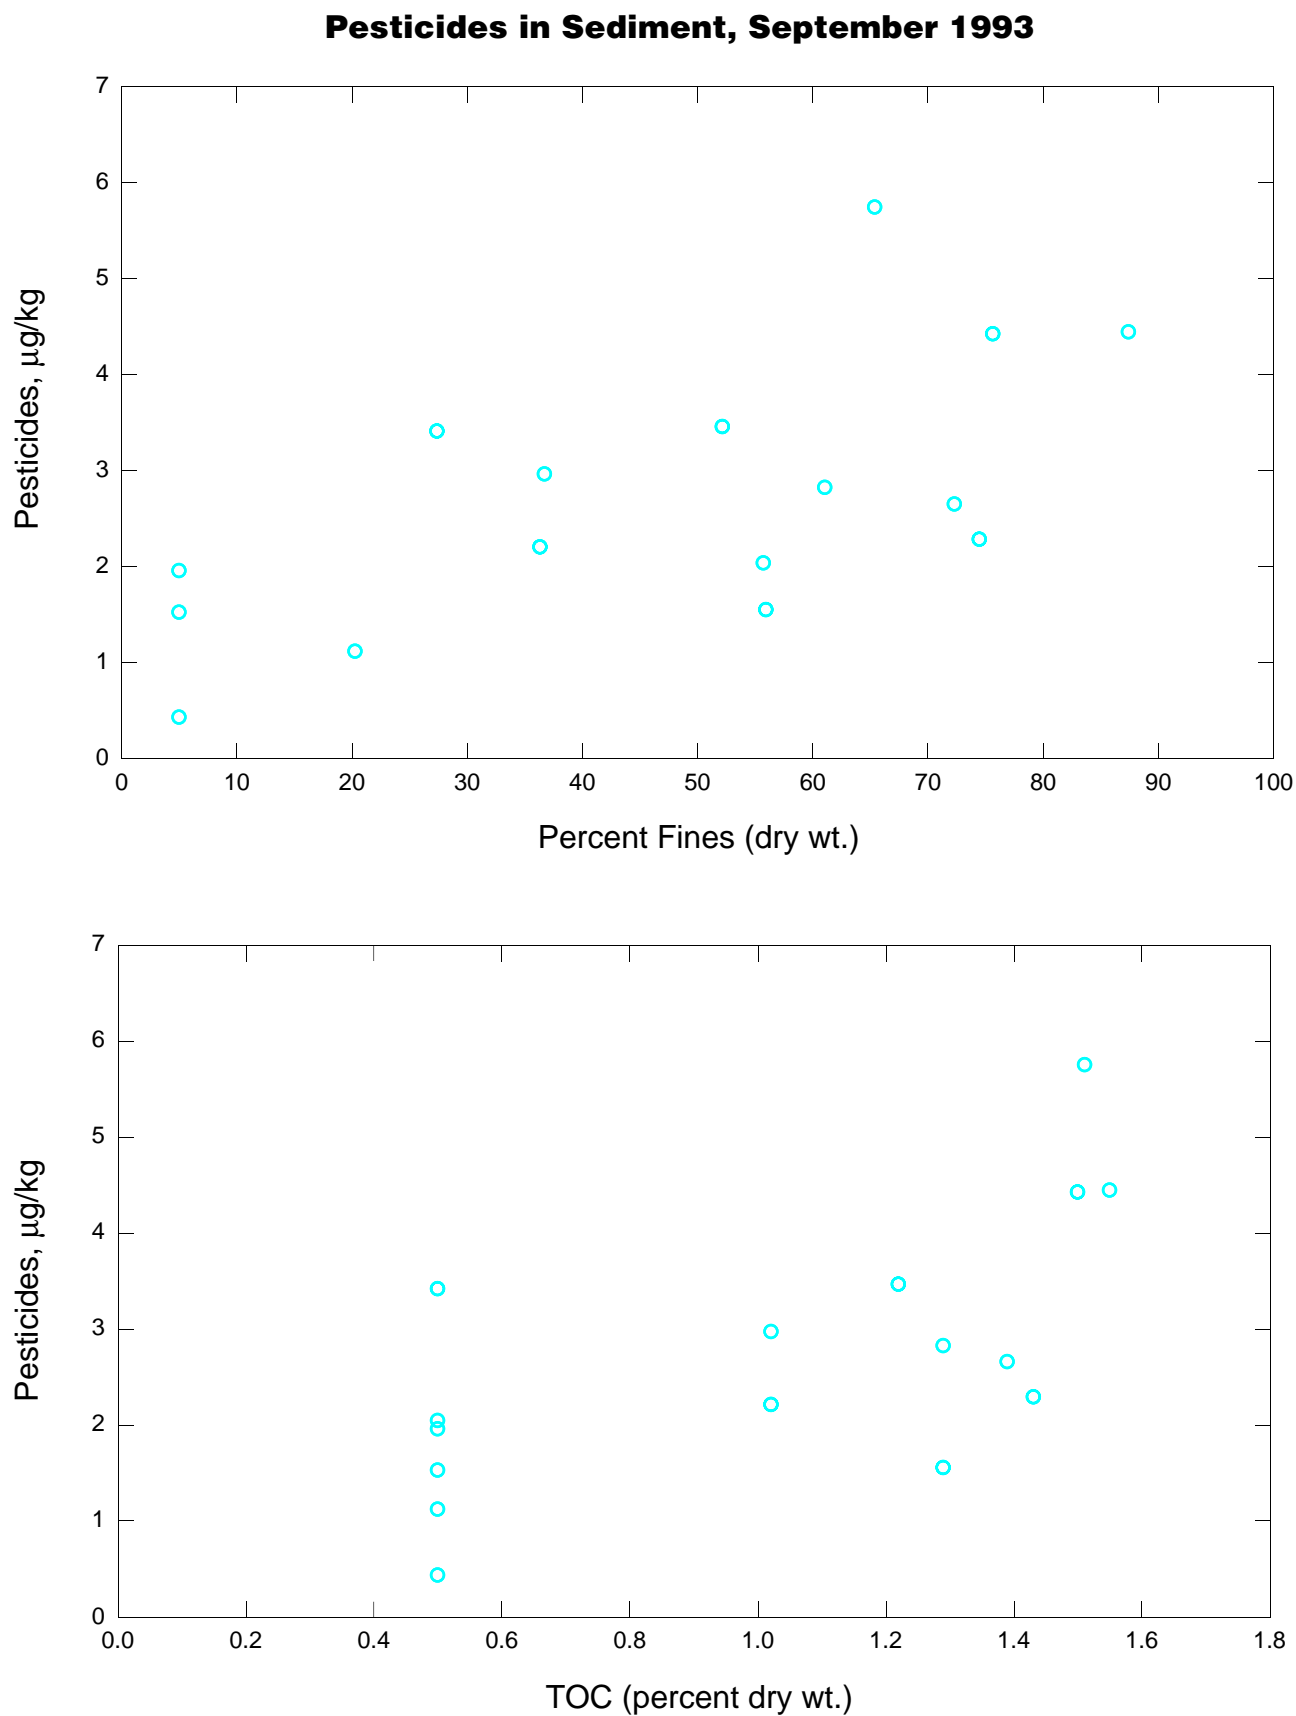 Pesticides in Sediment, September 1993
7
6
5
4
3
2
1
0
Pesticides, µg/kg
0 10 20 30 40 50 60 70 80 90 100
Percent Fines (dry wt.)
7
6
5
4
3
2
1
0
Pesticides, µg/kg
0.0 0.2 0.4 0.6 0.8 1.0 1.2 1.4 1.6 1.8
TOC (percent dry wt.)